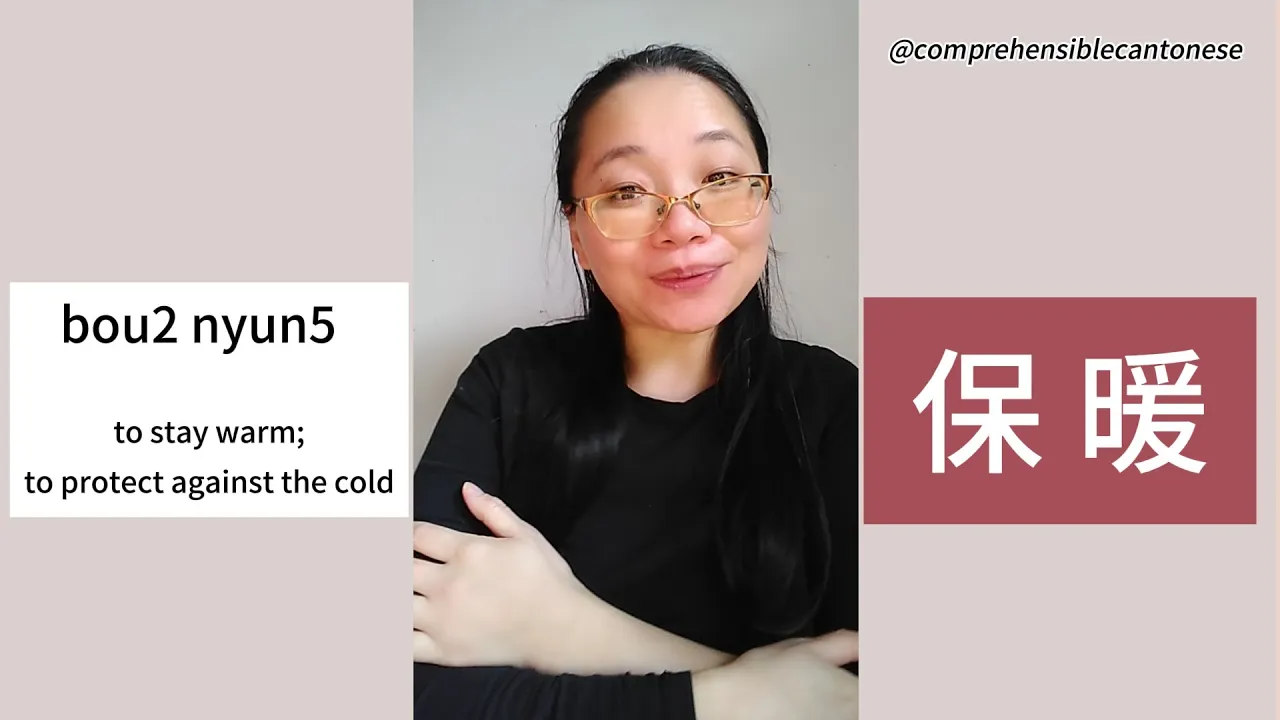 @comprehensiblecantonese
bou2 nyun5
to stay warm;
to protect against the cold
保暖